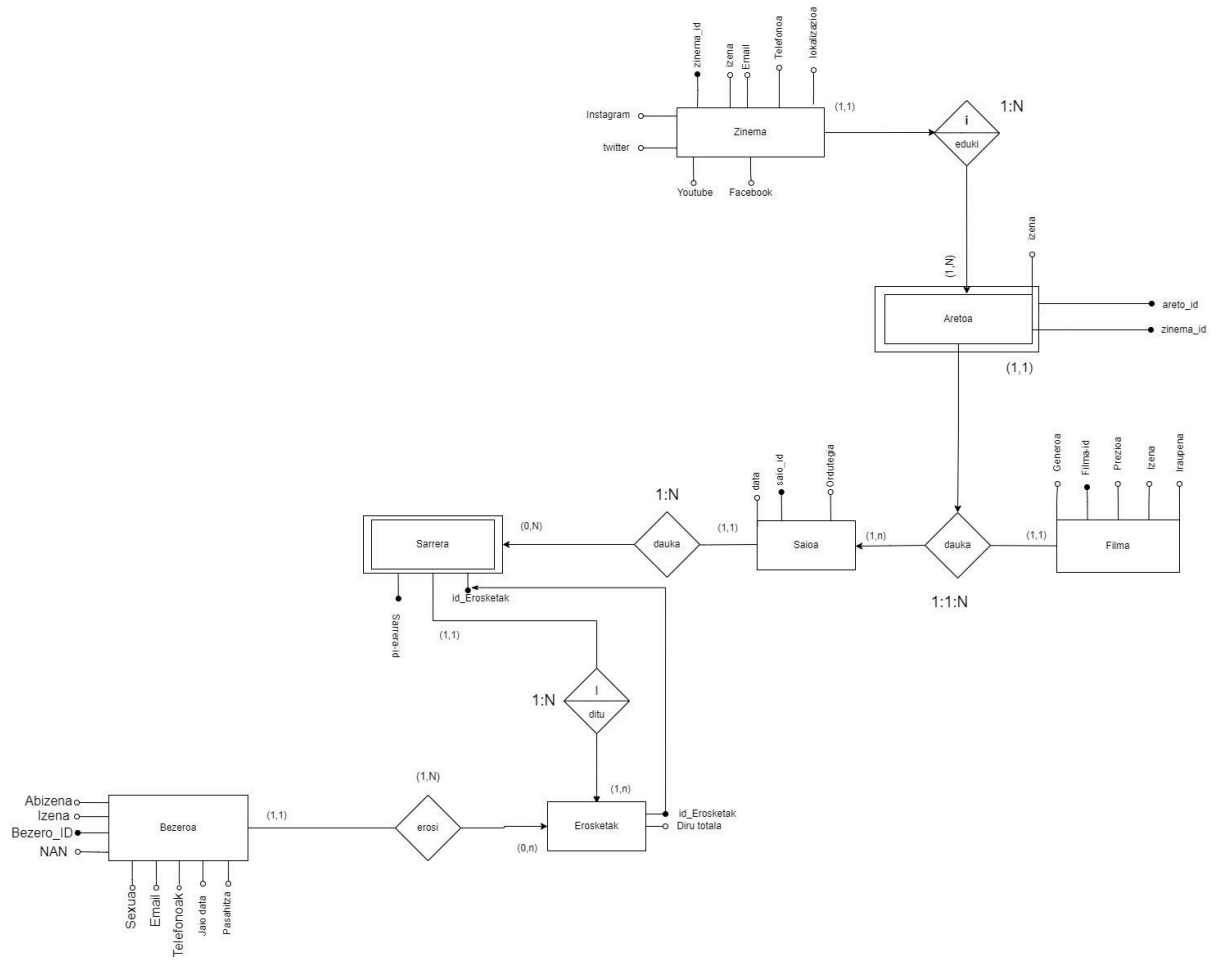 zinema_id
izena
Email
Telefonoa
lokalizazioa
Instagram
twitter
Zinema
(1,1)
i
eduki
1:N
Youtube
Facebook
izena
(1,N)
Aretoa
areto_id
zinema_id
(1,1)
Generoa
Filma-id
Prezioa
Izena
Iraupena
data
saio_id
Ordutegia
1:N
(0,N)
(1,1)
(1,n)
(1,1)
Sarrera
dauka
Saioa
dauka
Filma
id_Erosketak
Sarrera-id
(1,1)
1:1:N
1:N
I
ditu
(1,N)
(1,n)
Abizena
Izena
Bezero_ID
NAN
Bezeroa
(1,1)
erosi
(0,n)
Erosketak
id_Erosketak
Diru totala
Sexua
Email
Telefonoak
Jaio data
Pasahitza